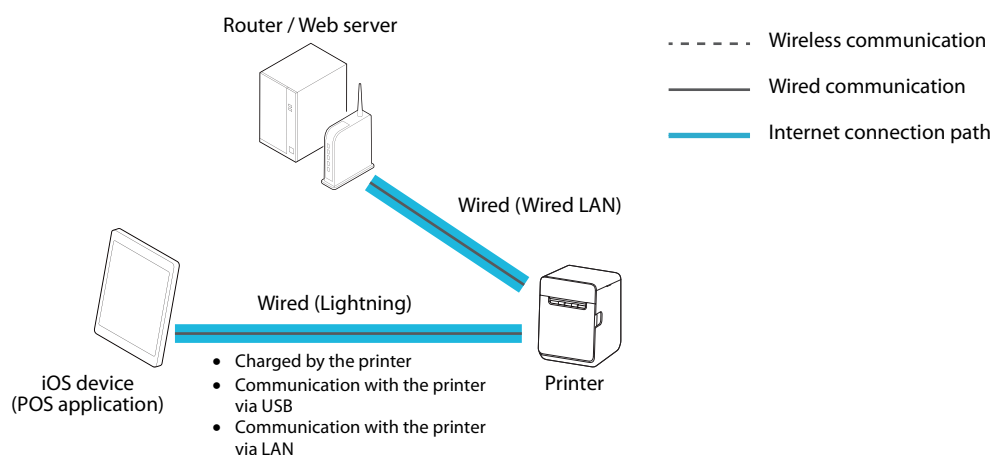 Router / Web server
Wireless communication
Wired communication
Internet connection path
Wired (Wired LAN)
Wired (Lightning)
• Charged by the printer
• Communication with the printer
via USB
• Communication with the printer
via LAN
iOS device
(POS application)
Printer